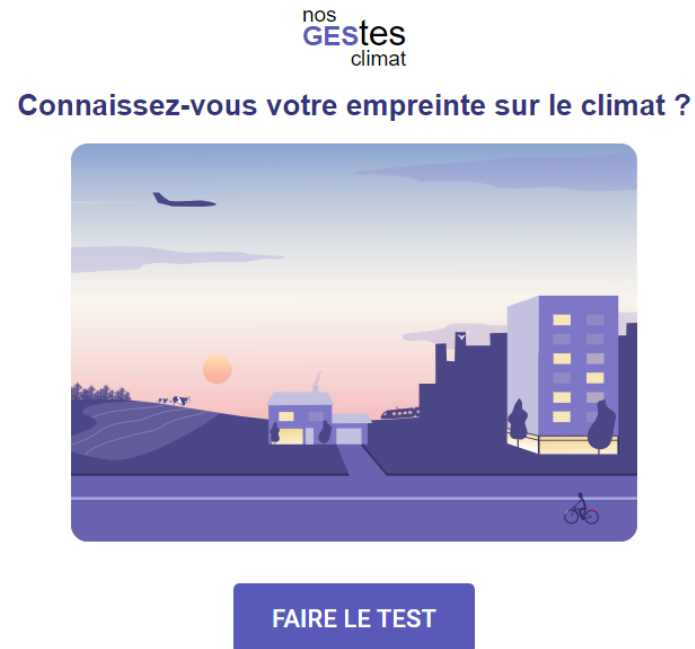 nos
GEStes
climat
Connaissez-vous votre empreinte sur le climat ?
FAIRE LE TEST